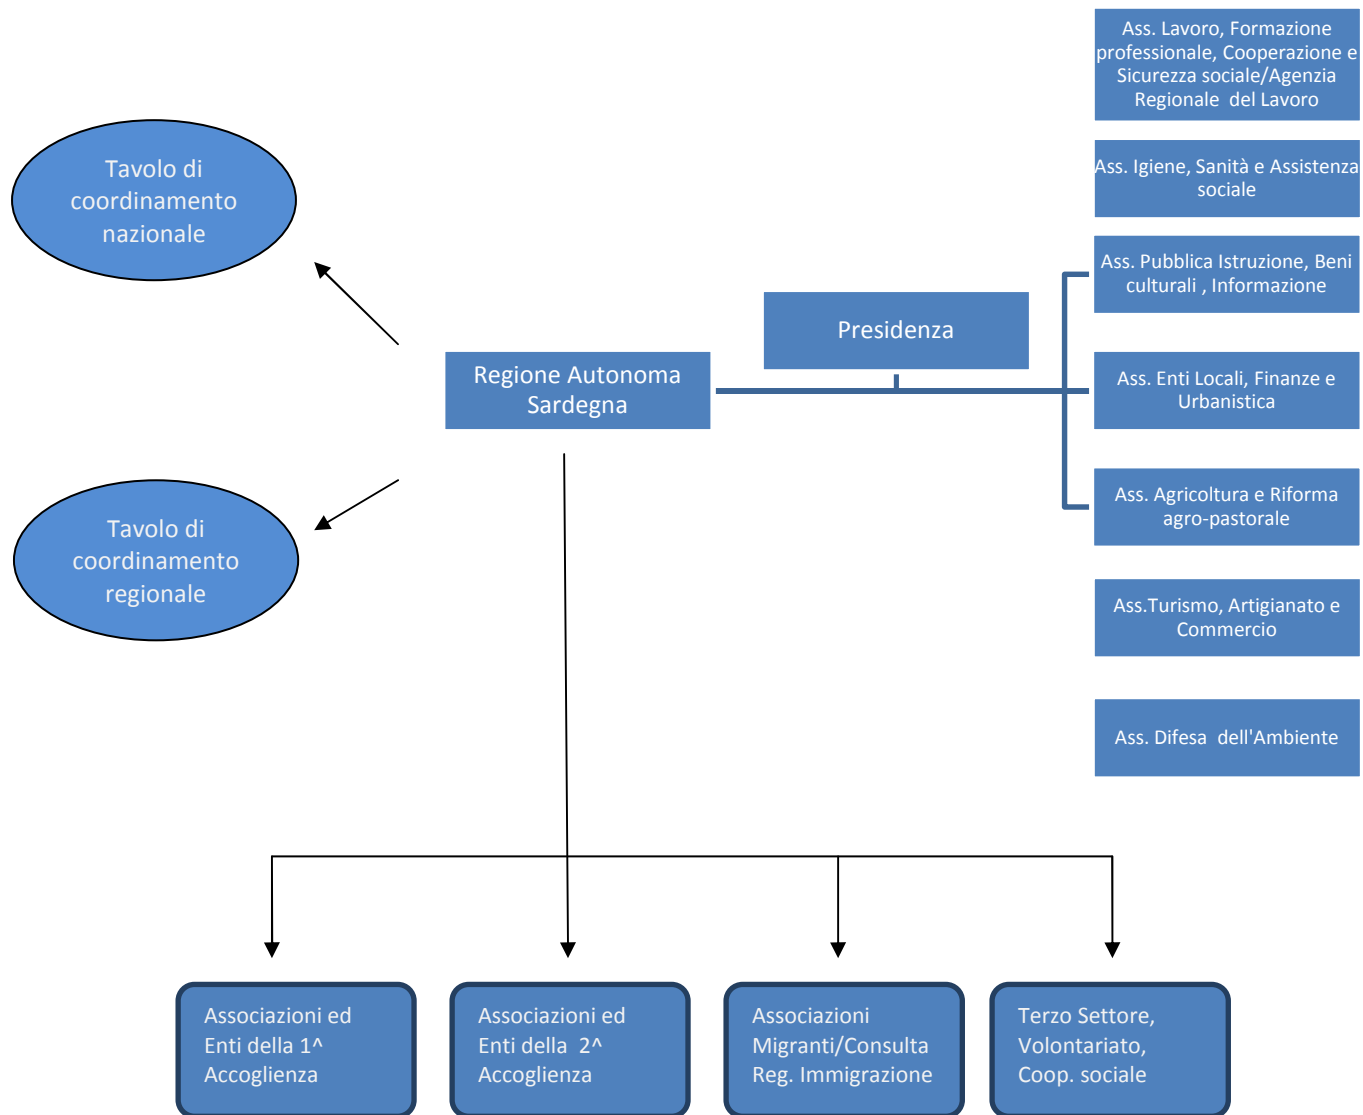 Ass. Lavoro, Formazione
professionale, Cooperazione e
Sicurezza sociale/Agenzia
Regionale del Lavoro
Tavolo di
coordinamento
nazionale
Ass. Igiene, Sanità e Assistenza
sociale
Ass. Pubblica Istruzione, Beni
culturali , Informazione
Presidenza
Regione Autonoma
Sardegna
Ass. Enti Locali, Finanze e
Urbanistica
Ass. Agricoltura e Riforma
agro-pastorale
Tavolo di
coordinamento
regionale
Ass.Turismo, Artigianato e
Commercio
Ass. Difesa dell'Ambiente
Associazioni ed
Enti della 1^
Accoglienza
Associazioni ed
Enti della 2^
Accoglienza
Associazioni
Migranti/Consulta
Reg. Immigrazione
Terzo Settore,
Volontariato,
Coop. sociale